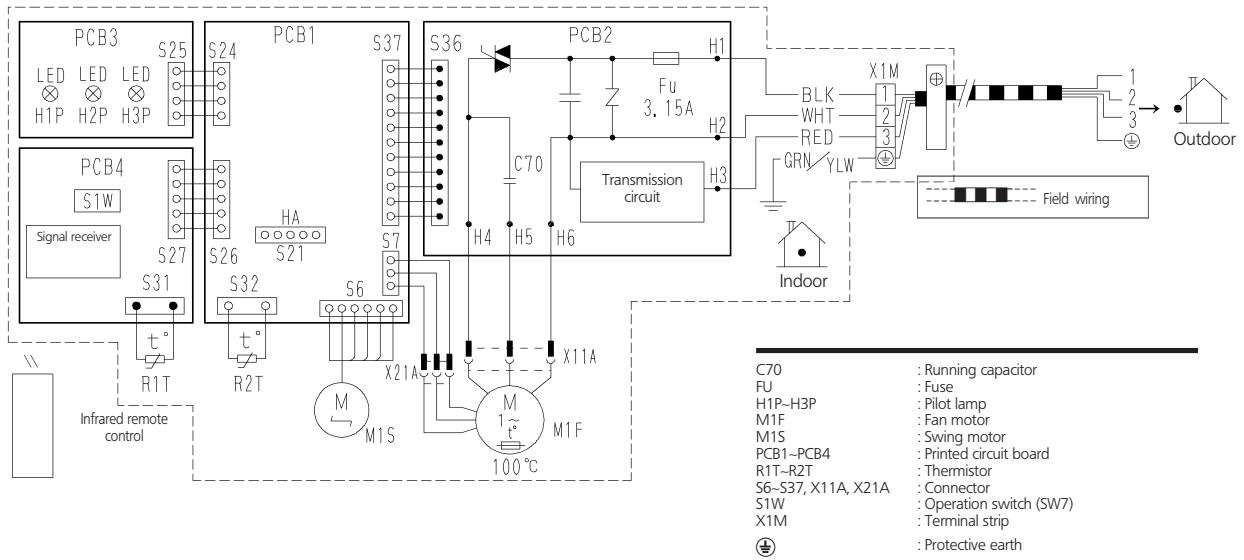 PCB3
S25
S24
LED LED LED
H1P H2P H3P
PCB1
S37
S36
PCB2
H1
Fu
3.15A
H2
C70
Transmission
circuit
H3
H4
H5
H6
PCB4
S1W
Signal receiver
S27
S26
HA
S21
S7
S31
S32
S6
t°
R1T
t°
R2T
X21A
X11A
M
M1S
M
1~
t°
M1F
100°C
Infrared remote
control
BLK
WHT
RED
GRN/YLW
X1M
1
2
3
1
2
3
Outdoor
Field wiring
Indoor
C70 : Running capacitor
FU : Fuse
H1P~H3P : Pilot lamp
M1F : Fan motor
M1S : Swing motor
PCB1~PCB4 : Printed circuit board
R1T~R2T : Thermistor
S6~S37, X11A, X21A : Connector
S1W : Operation switch (SW7)
X1M : Terminal strip
: Protective earth